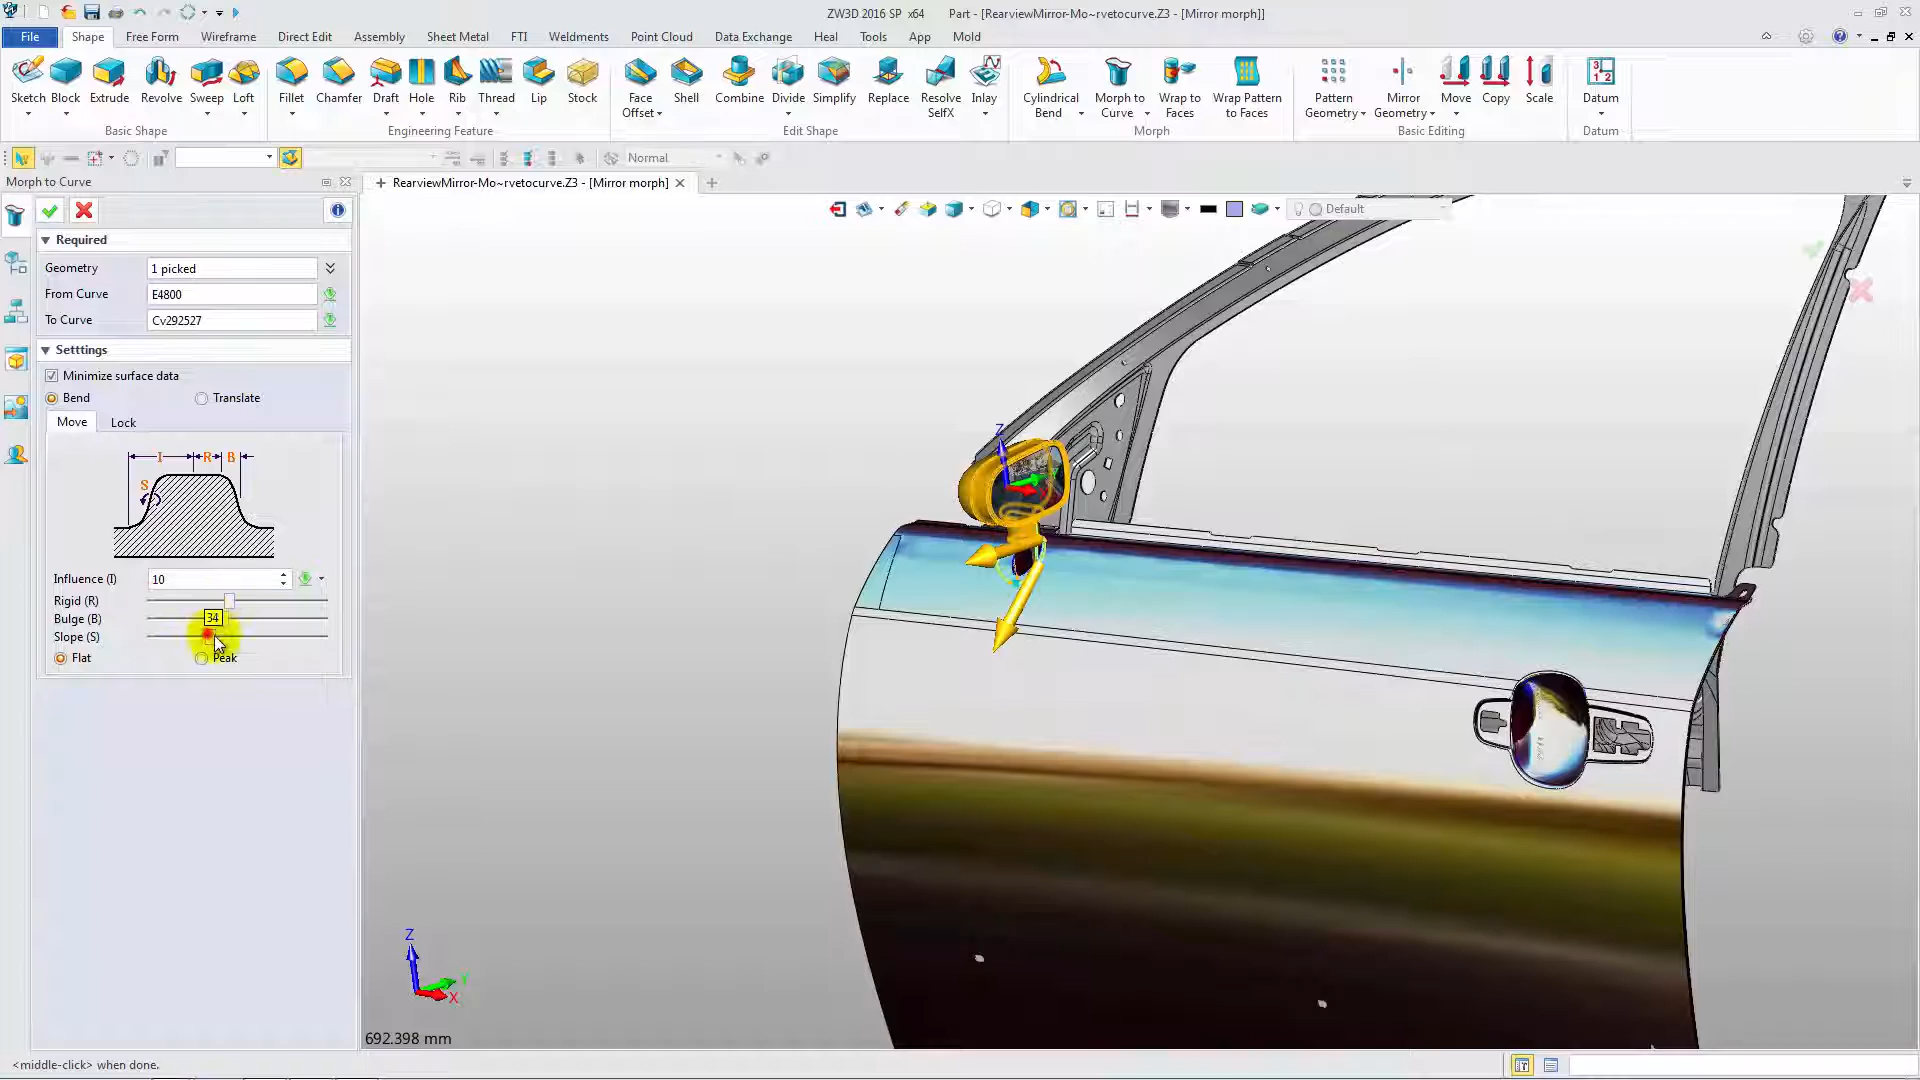 ZW3D 2016 SP x64 Part - [RearviewMirror-Mo~rvetocurve.Z3 - [Mirror morph]]
File Shape Free Form Wireframe Direct Edit Assembly Sheet Metal FTI Weldments Point Cloud Data Exchange Heal Tools App Mold
Sketch Block Extrude Revolve Sweep Loft Fillet Chamfer Draft Hole Rib Thread Lip Stock Face Offset Shell Combine Divide Simplify Replace Resolve SelfX Inlay Cylindrical Bend Morph to Curve Wrap to Faces Wrap Pattern to Faces Pattern Geometry Mirror Geometry Move Copy Scale Datum
Basic Shape Engineering Feature Edit Shape Morph Basic Editing Datum
Normal
Morph to Curve
RearviewMirror-Mo~rvetocurve.Z3 - [Mirror morph]
Default
Required
Geometry 1 picked
From Curve E4800
To Curve Cv292527
Setttings
Minimize surface data
Bend Translate
Move Lock
I R B
S
Influence (I) 10
Rigid (R)
Bulge (B) 34
Slope (S)
Flat Peak
Z
Z
Y
X
692.398 mm
<middle-click> when done.